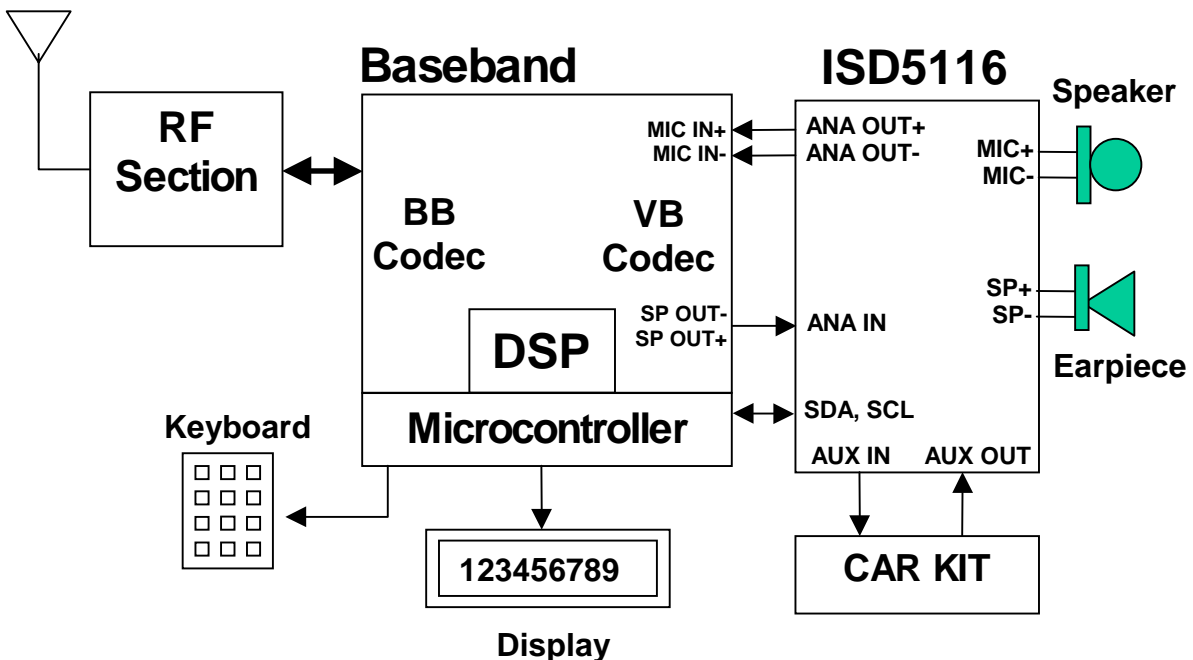 Baseband
ISD5116
Speaker
RF
Section
MIC IN+
MIC IN-
ANA OUT+
ANA OUT-
MIC+
MIC-
BB
Codec
VB
Codec
SP+
SP-
SP OUT-
SP OUT+
ANA IN
DSP
Earpiece
Keyboard
Microcontroller
SDA, SCL
AUX IN
AUX OUT
123456789
CAR KIT
Display